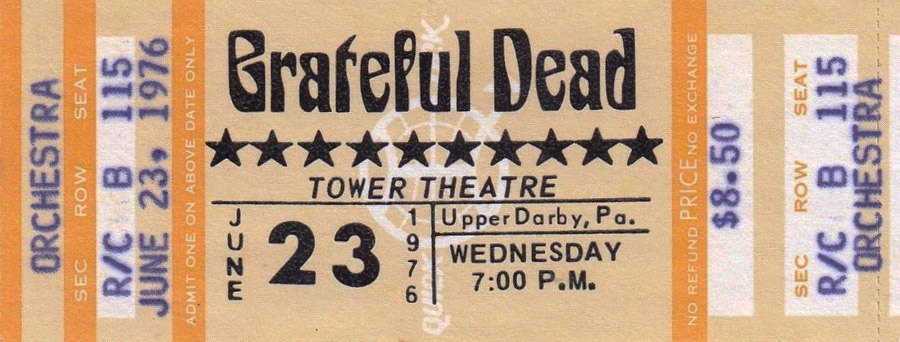 ORCHESTRA
SEC ROW SEAT
R/C B 115
JUNE 23, 1976
ADMIT ONE ON ABOVE DATE ONLY
Grateful Dead
TOWER THEATRE
JUNE 23 1976
Upper Darby, Pa.
WEDNESDAY
7:00 P.M.
NO REFUND PRICE NO EXCHANGE
$8.50
SEC ROW SEAT
R/C B 115
ORCHESTRA